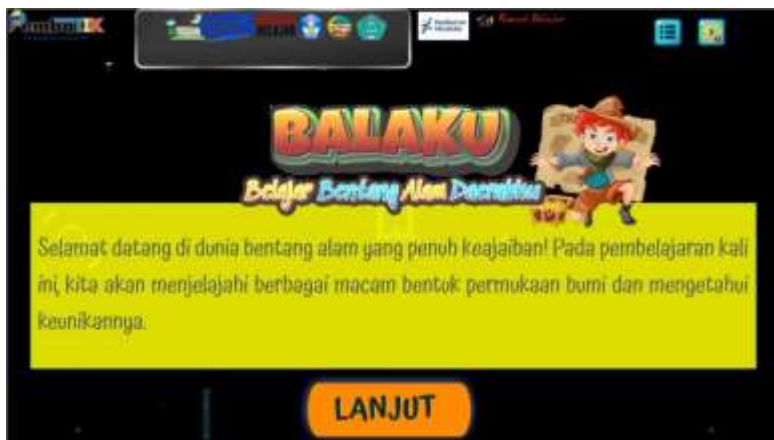 BALAKU
Belajar Bentang Alam Daerahku
Selamat datang di dunia bentang alam yang penuh keajaiban! Pada pembelajaran kali
ini, kita akan menjelajahi berbagai macam bentuk permukaan bumi dan mengetahui
keunikannya.
LANJUT